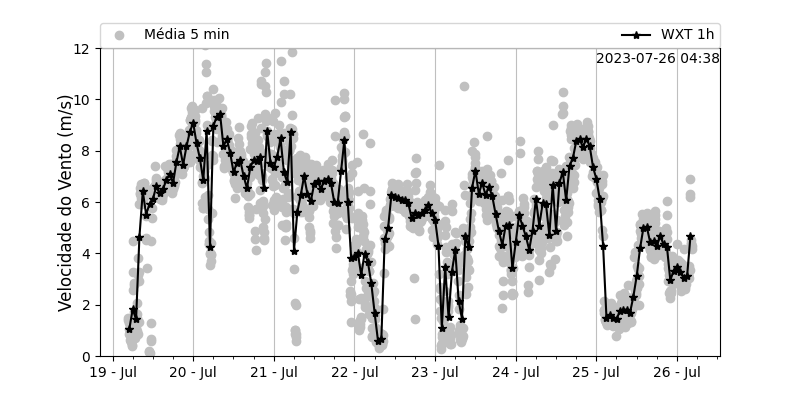 Média 5 min
WXT 1h
2023-07-26 04:38
Velocidade do Vento (m/s)
12
10
8
6
4
2
0
19 - Jul
20 - Jul
21 - Jul
22 - Jul
23 - Jul
24 - Jul
25 - Jul
26 - Jul